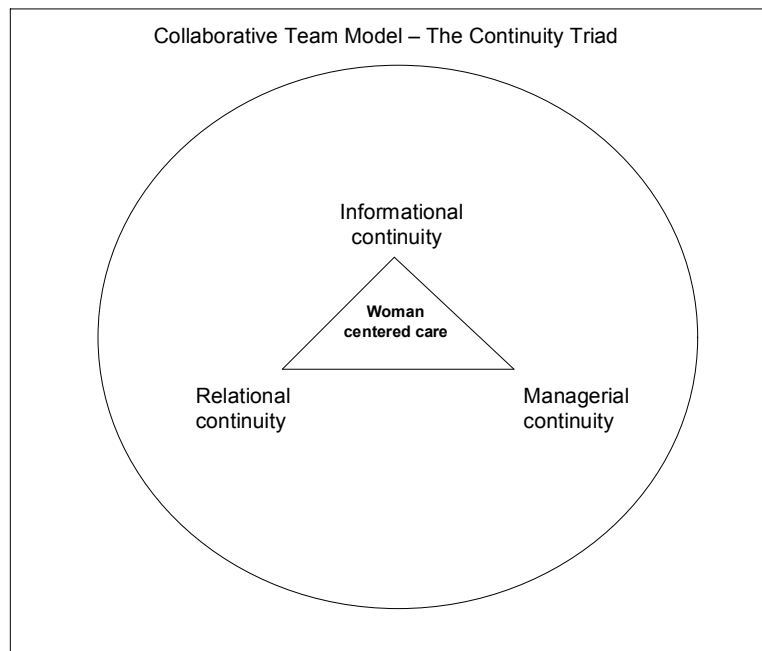 Collaborative Team Model – The Continuity Triad
Informational
continuity
Woman
centered care
Relational
continuity
Managerial
continuity